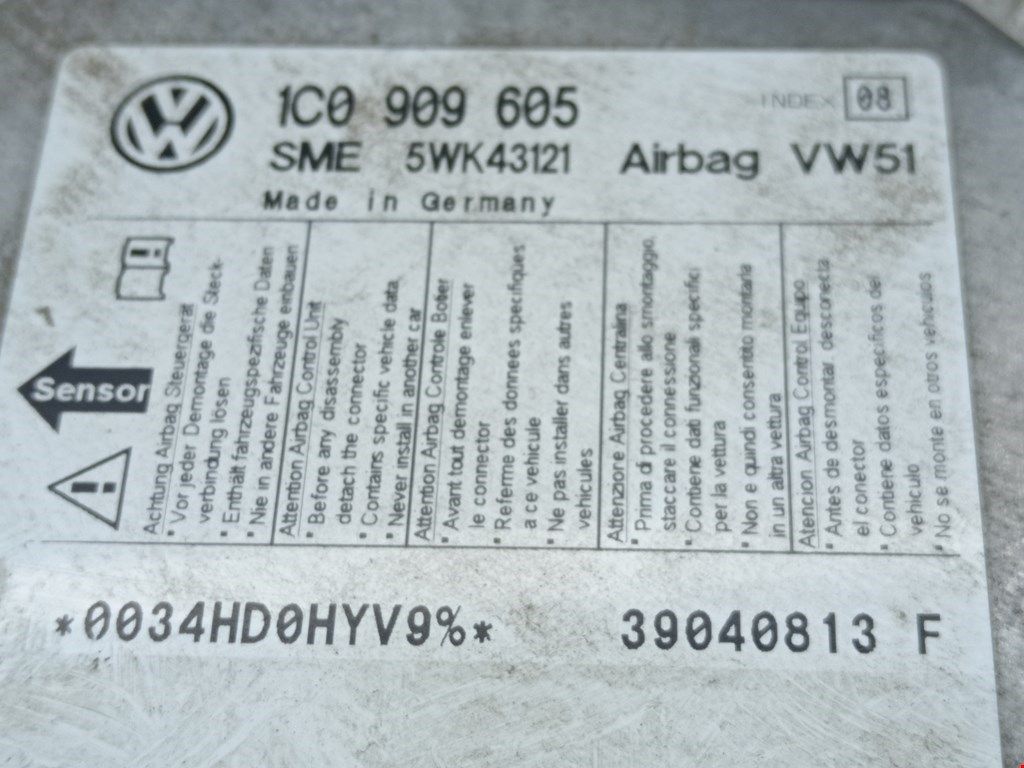 1C0 909 605
INDEX 08
SME 5WK43121 Airbag VW51
Made in Germany
Sensor
Achtung Airbag Steuergerät
* Vor jeder Demontage die Steck-
verbindung lösen
* Enthält fahrzeugspezifische Daten
* Nie in andere Fahrzeuge einbauen
Attention Airbag Control Unit
* Before any disassembly
detach the connector
* Contains specific vehicle data
* Never install in another car
Attention Airbag Controle Boitier
* Avant tout demontage enlever
le connector
* Referme des donnees specifiques
a ce vehicule
* Ne pas installer dans autres
vehicules
Attenzione Airbag Centralina
* Prima di procedere allo smontaggio,
staccare il connessione
* Contiene dati funzionali specifici
per la vettura
* Non e quindi consentito montarla
in un altra vettura
Atencion Airbag Control Equipo
* Antes de desmontar desconecta
el conector
* Contiene datos especificos del
vehiculo
* No se monte en otros vehiculos
*0034HD0HYV9%* 39040813 F